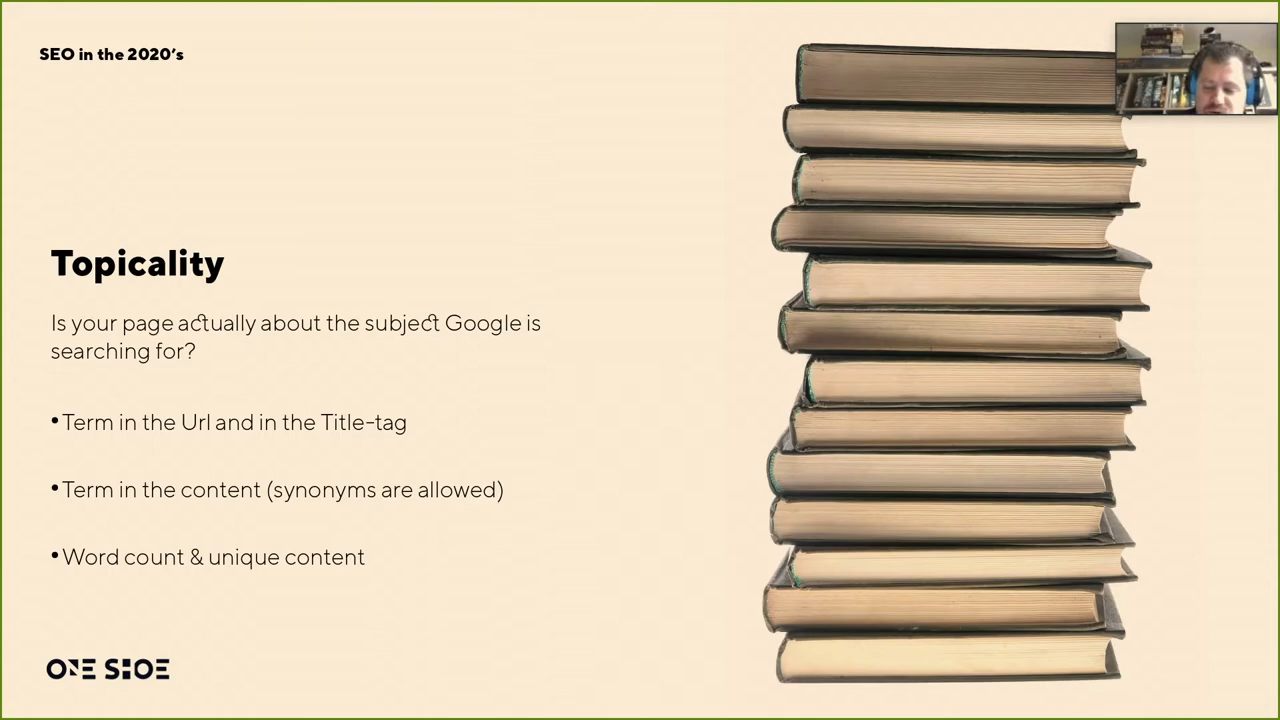 SEO in the 2020's
Topicality
Is your page actually about the subject Google is
searching for?
• Term in the Url and in the Title-tag
• Term in the content (synonyms are allowed)
• Word count & unique content
ONE SHOE